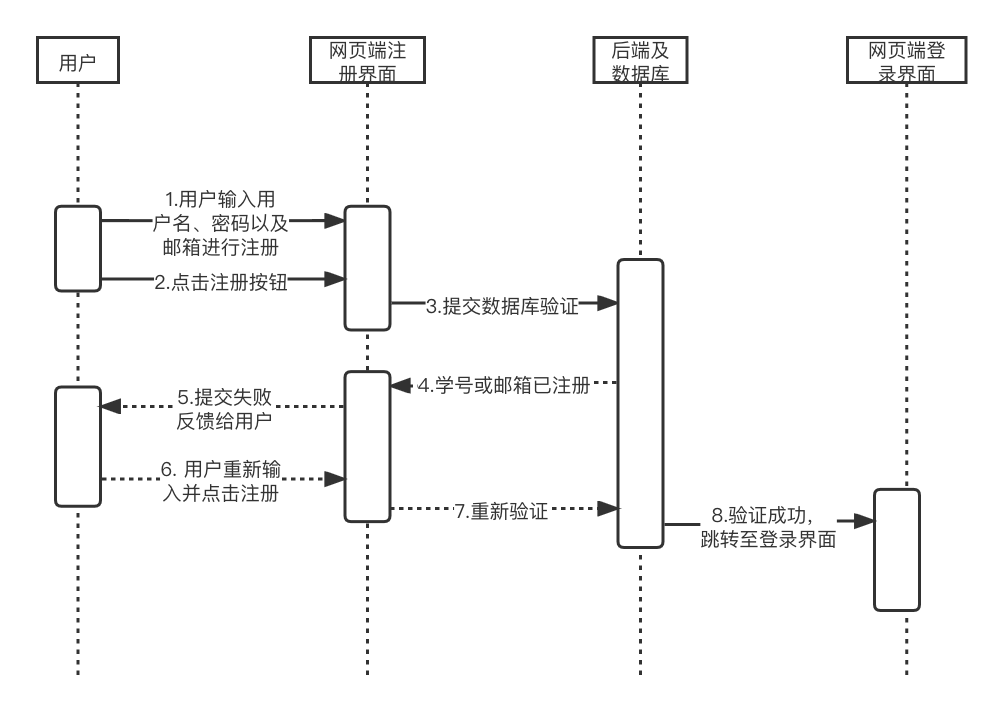 用户
网页端注
册界面
后端及
数据库
网页端登
录界面
1.用户输入用
户名、密码以及
邮箱进行注册
2.点击注册按钮
3.提交数据库验证
4.学号或邮箱已注册
5.提交失败
反馈给用户
6. 用户重新输
入并点击注册
7.重新验证
8.验证成功，
跳转至登录界面